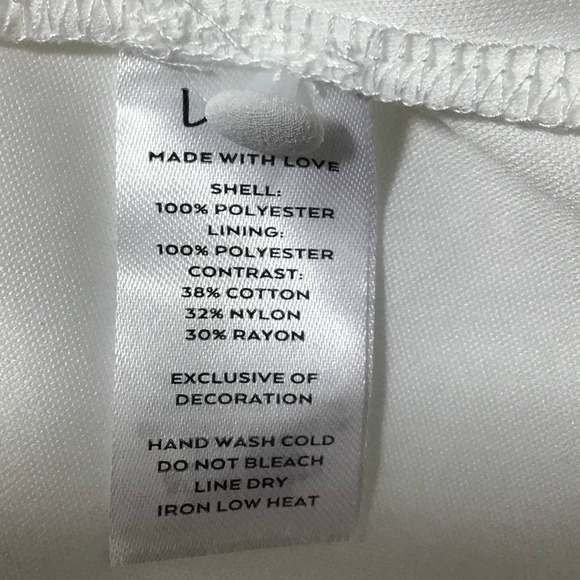 MADE WITH LOVE
SHELL:
100% POLYESTER
LINING:
100% POLYESTER
CONTRAST:
38% COTTON
32% NYLON
30% RAYON
EXCLUSIVE OF
DECORATION
HAND WASH COLD
DO NOT BLEACH
LINE DRY
IRON LOW HEAT